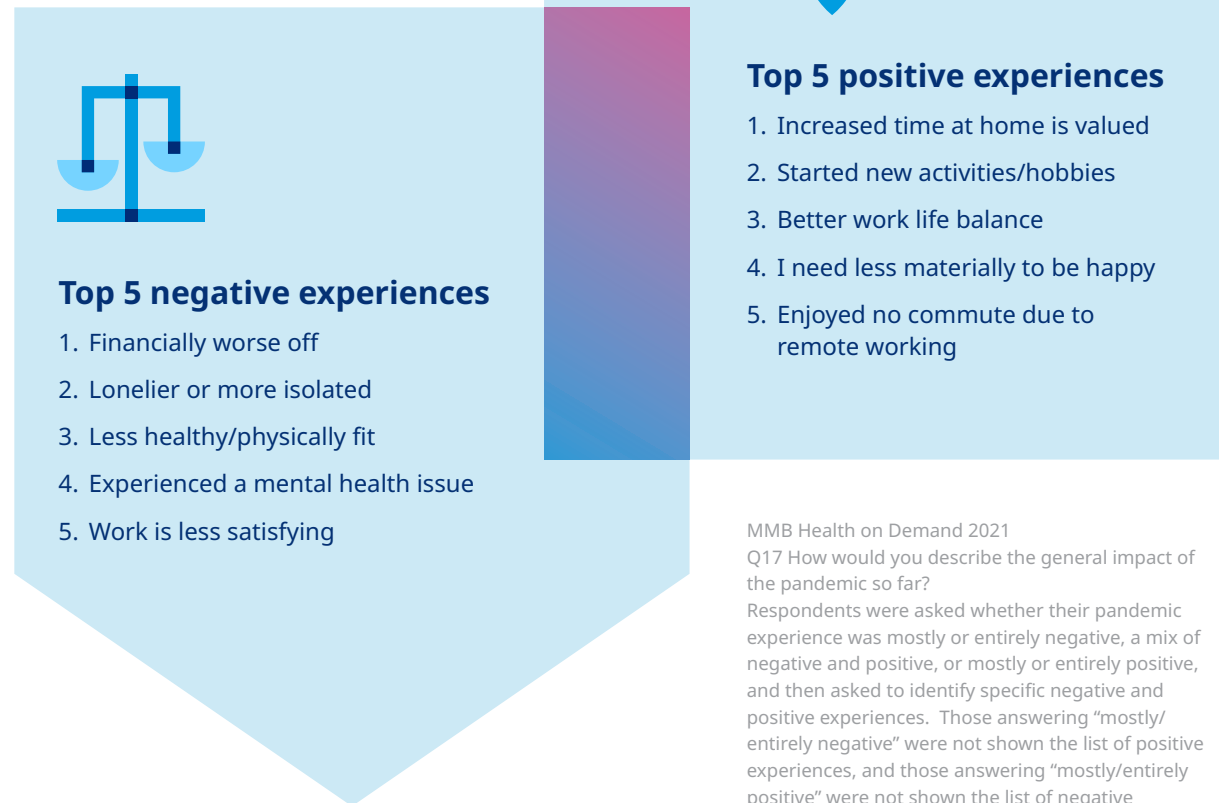 Top 5 negative experiences
1. Financially worse off
2. Lonelier or more isolated
3. Less healthy/physically fit
4. Experienced a mental health issue
5. Work is less satisfying
Top 5 positive experiences
1. Increased time at home is valued
2. Started new activities/hobbies
3. Better work life balance
4. I need less materially to be happy
5. Enjoyed no commute due to
remote working
MMB Health on Demand 2021
Q17 How would you describe the general impact of
the pandemic so far?
Respondents were asked whether their pandemic
experience was mostly or entirely negative, a mix of
negative and positive, or mostly or entirely positive,
and then asked to identify specific negative and
positive experiences.  Those answering “mostly/
entirely negative” were not shown the list of positive
experiences, and those answering “mostly/entirely
positive” were not shown the list of negative